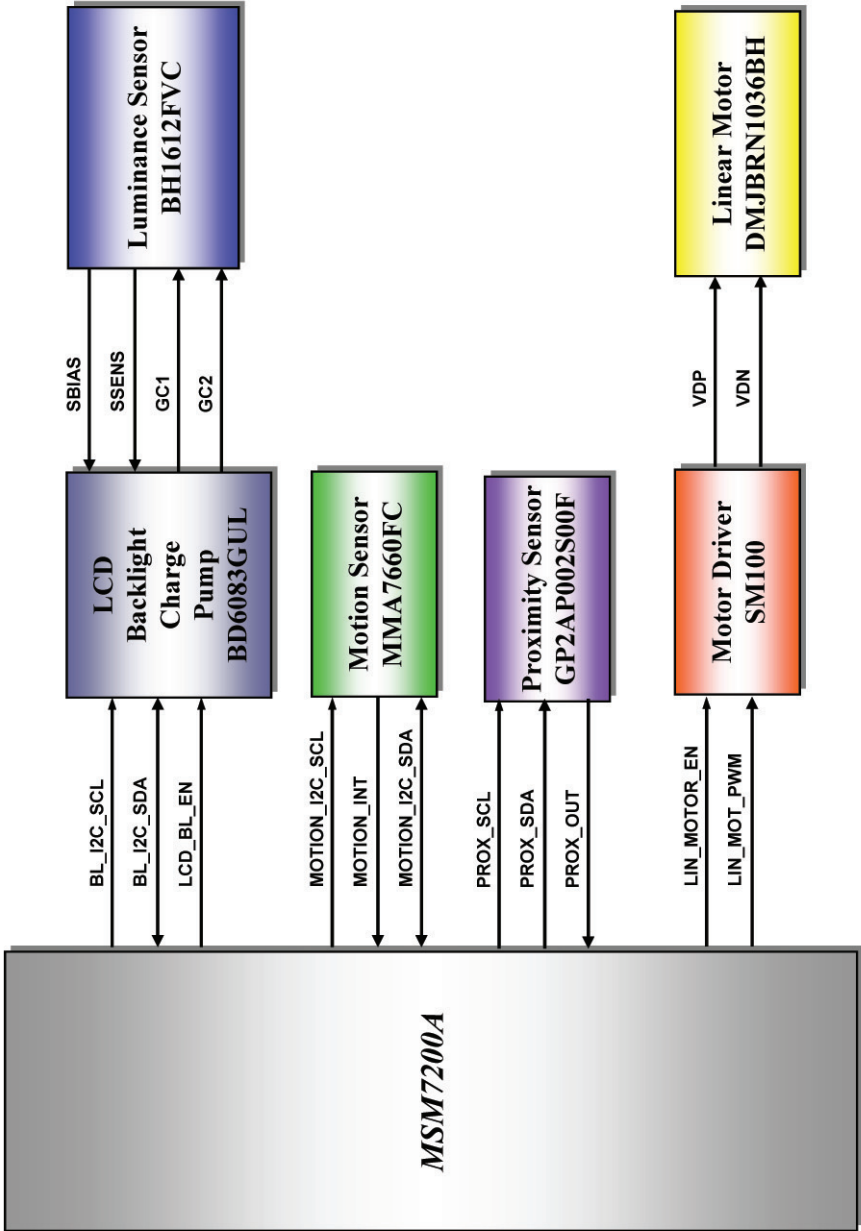 MSM7200A
BL_I2C_SCL
BL_I2C_SDA
LCD_BL_EN
MOTION_I2C_SCL
MOTION_INT
MOTION_I2C_SDA
PROX_SCL
PROX_SDA
PROX_OUT
LIN_MOTOR_EN
LIN_MOT_PWM
LCD
Backlight
Charge
Pump
BD6083GUL
Motion Sensor
MMA7660FC
Proximity Sensor
GP2AP002S00F
Motor Driver
SM100
SBIAS
SSENS
GC1
GC2
VDP
VDN
Luminance Sensor
BH1612FVC
Linear Motor
DMJBRN1036BH